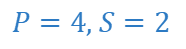 P = 4, S = 2